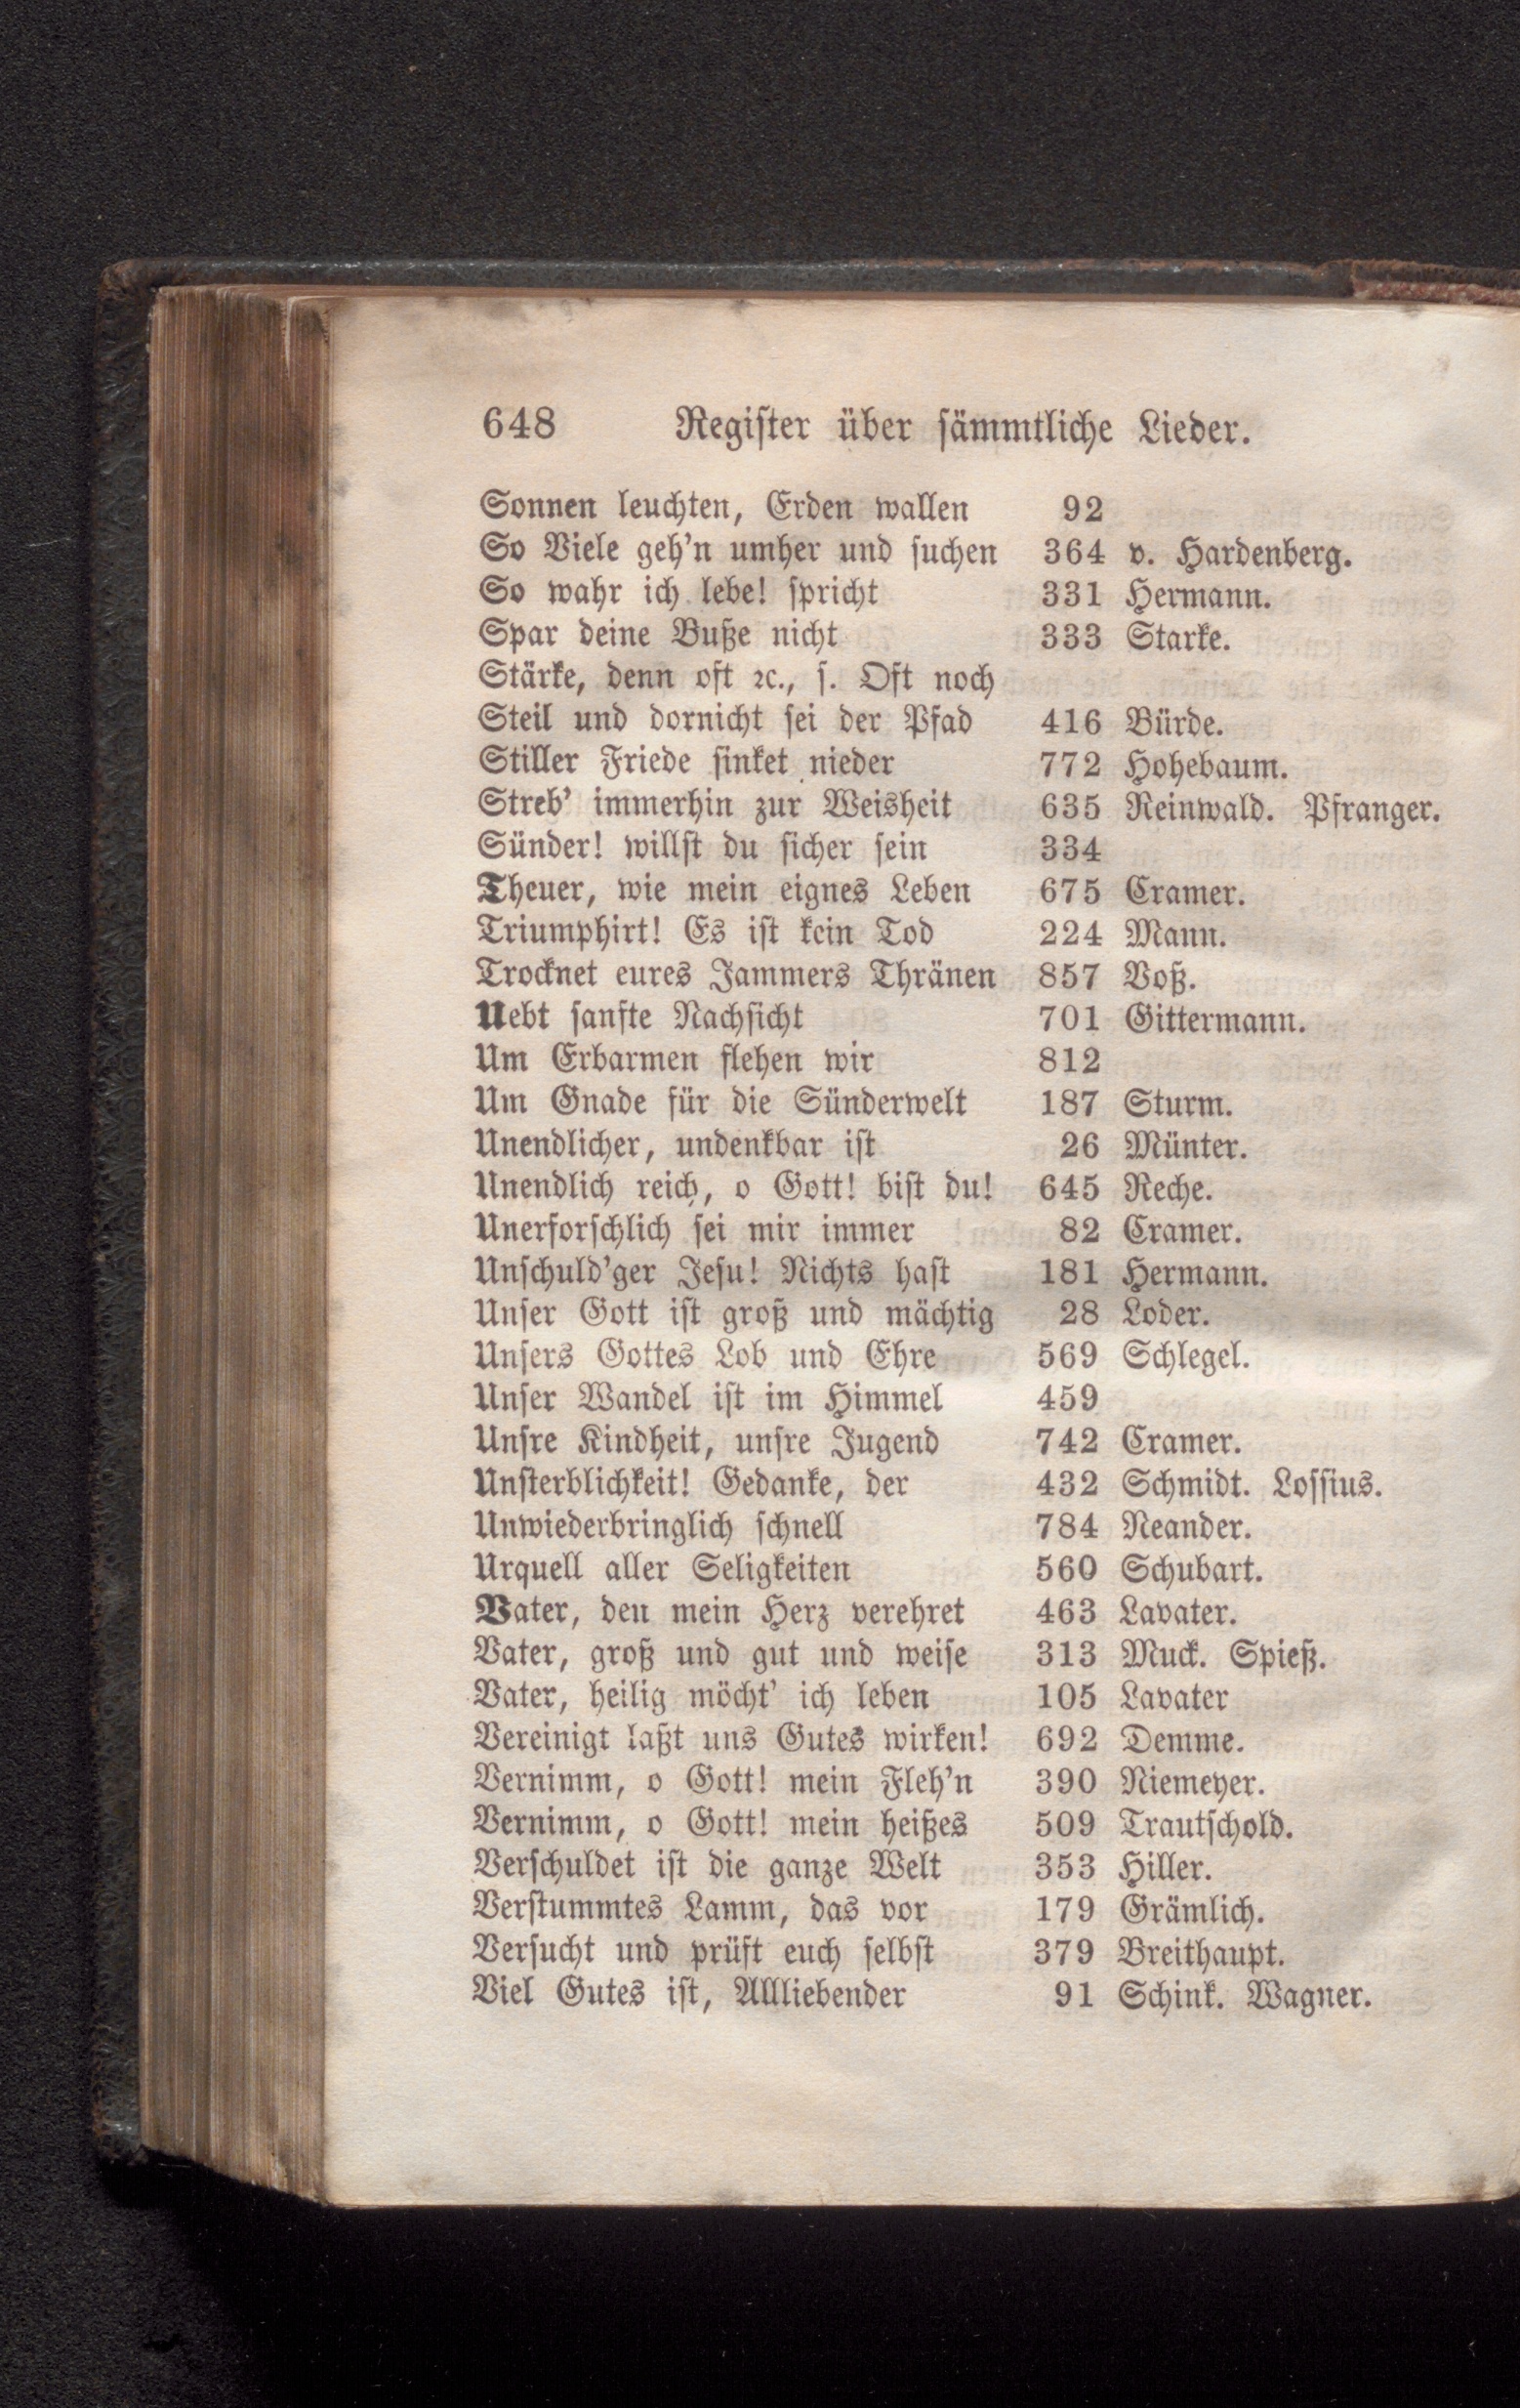 648 Register über sämmtliche Lieder.
Sonnen leuchten, Erden wallen 92
So Viele geh'n umher und suchen 364 v. Hardenberg.
So wahr ich lebe! spricht 331 Hermann.
Spar deine Buße nicht 333 Starke.
Stärke, denn oft ꝛc., s. Oft noch
Steil und dornicht sei der Pfad 416 Bürde.
Stiller Friede sinket nieder 772 Hohebaum.
Streb' immerhin zur Weisheit 635 Reinwald. Pfranger.
Sünder! willst du sicher sein 334
Theuer, wie mein eignes Leben 675 Cramer.
Triumphirt! Es ist kein Tod 224 Mann.
Trocknet eures Jammers Thränen 857 Voß.
Uebt sanfte Nachsicht 701 Gittermann.
Um Erbarmen flehen wir 812
Um Gnade für die Sünderwelt 187 Sturm.
Unendlicher, undenkbar ist 26 Münter.
Unendlich reich, o Gott! bist du! 645 Reche.
Unerforschlich sei mir immer 82 Cramer.
Unschuld'ger Jesu! Nichts hast 181 Hermann.
Unser Gott ist groß und mächtig 28 Loder.
Unsers Gottes Lob und Ehre 569 Schlegel.
Unser Wandel ist im Himmel 459
Unsre Kindheit, unsre Jugend 742 Cramer.
Unsterblichkeit! Gedanke, der 432 Schmidt. Lossius.
Unwiederbringlich schnell 784 Neander.
Urquell aller Seligkeiten 560 Schubart.
Vater, den mein Herz verehret 463 Lavater.
Vater, groß und gut und weise 313 Muck. Spieß.
Vater, heilig möcht' ich leben 105 Lavater
Vereinigt laßt uns Gutes wirken! 692 Demme.
Vernimm, o Gott! mein Fleh'n 390 Niemeyer.
Vernimm, o Gott! mein heißes 509 Trautschold.
Verschuldet ist die ganze Welt 353 Hiller.
Verstummtes Lamm, das vor 179 Grämlich.
Versucht und prüft euch selbst 379 Breithaupt.
Viel Gutes ist, Allliebender 91 Schink. Wagner.